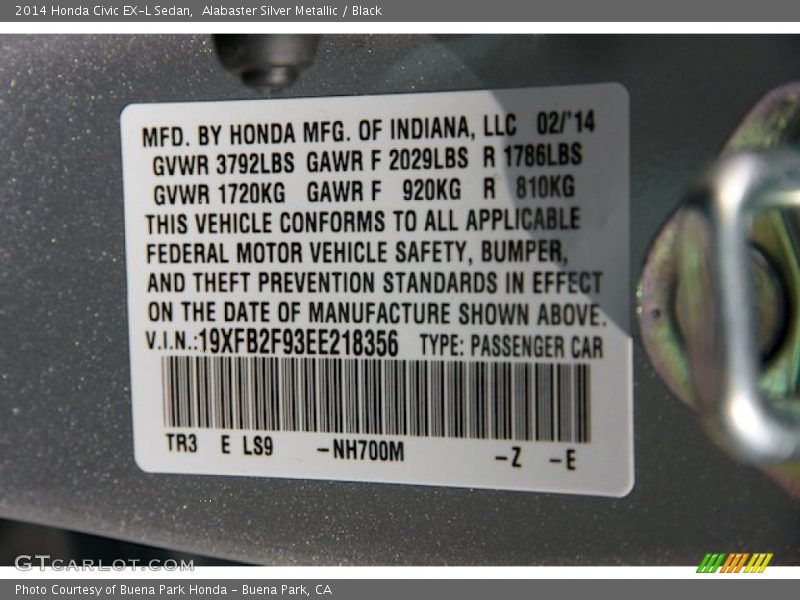 2014 Honda Civic EX-L Sedan,  Alabaster Silver Metallic / Black
MFD. BY HONDA MFG. OF INDIANA, LLC 02/'14
GVWR 3792LBS GAWR F 2029LBS R 1786LBS
GVWR 1720KG GAWR F 920KG R 810KG
THIS VEHICLE CONFORMS TO ALL APPLICABLE
FEDERAL MOTOR VEHICLE SAFETY, BUMPER,
AND THEFT PREVENTION STANDARDS IN EFFECT
ON THE DATE OF MANUFACTURE SHOWN ABOVE.
V.I.N.:19XFB2F93EE218356 TYPE: PASSENGER CAR
TR3 E LS9 -NH700M -Z -E
GTCARLOT.COM
Photo Courtesy of Buena Park Honda - Buena Park, CA